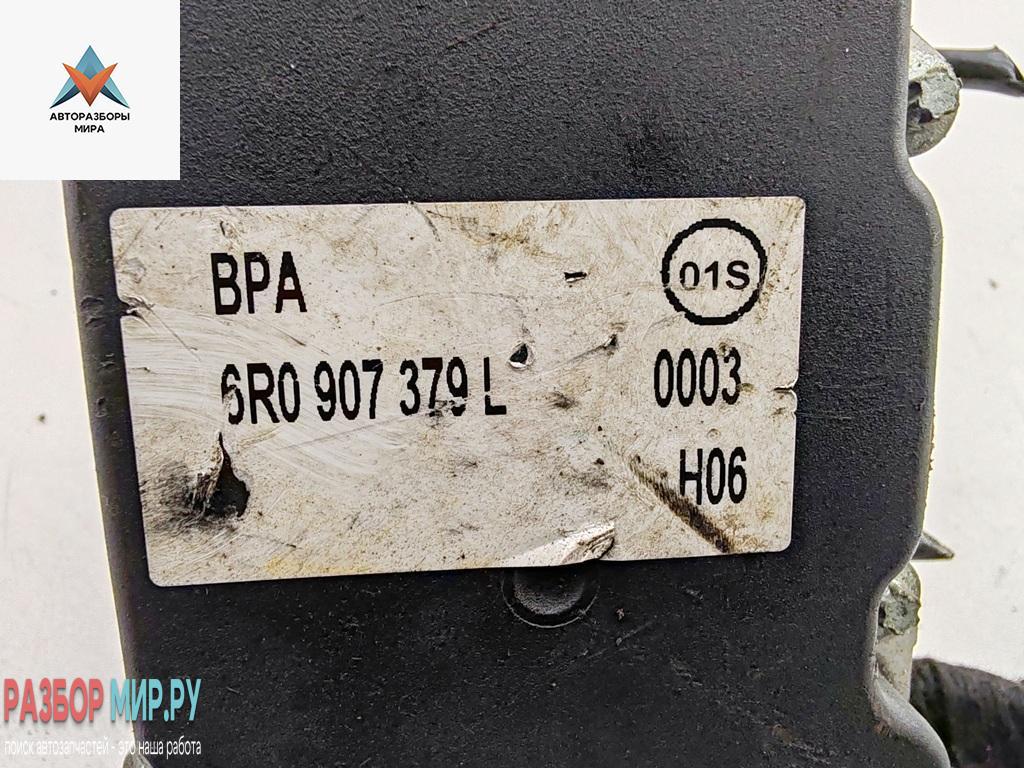 АВТОРАЗБОРЫ
МИРА
BPA
01S
6R0 907 379 L
0003
H06
РАЗБОР МИР.РУ
поиск автозапчастей - это наша работа